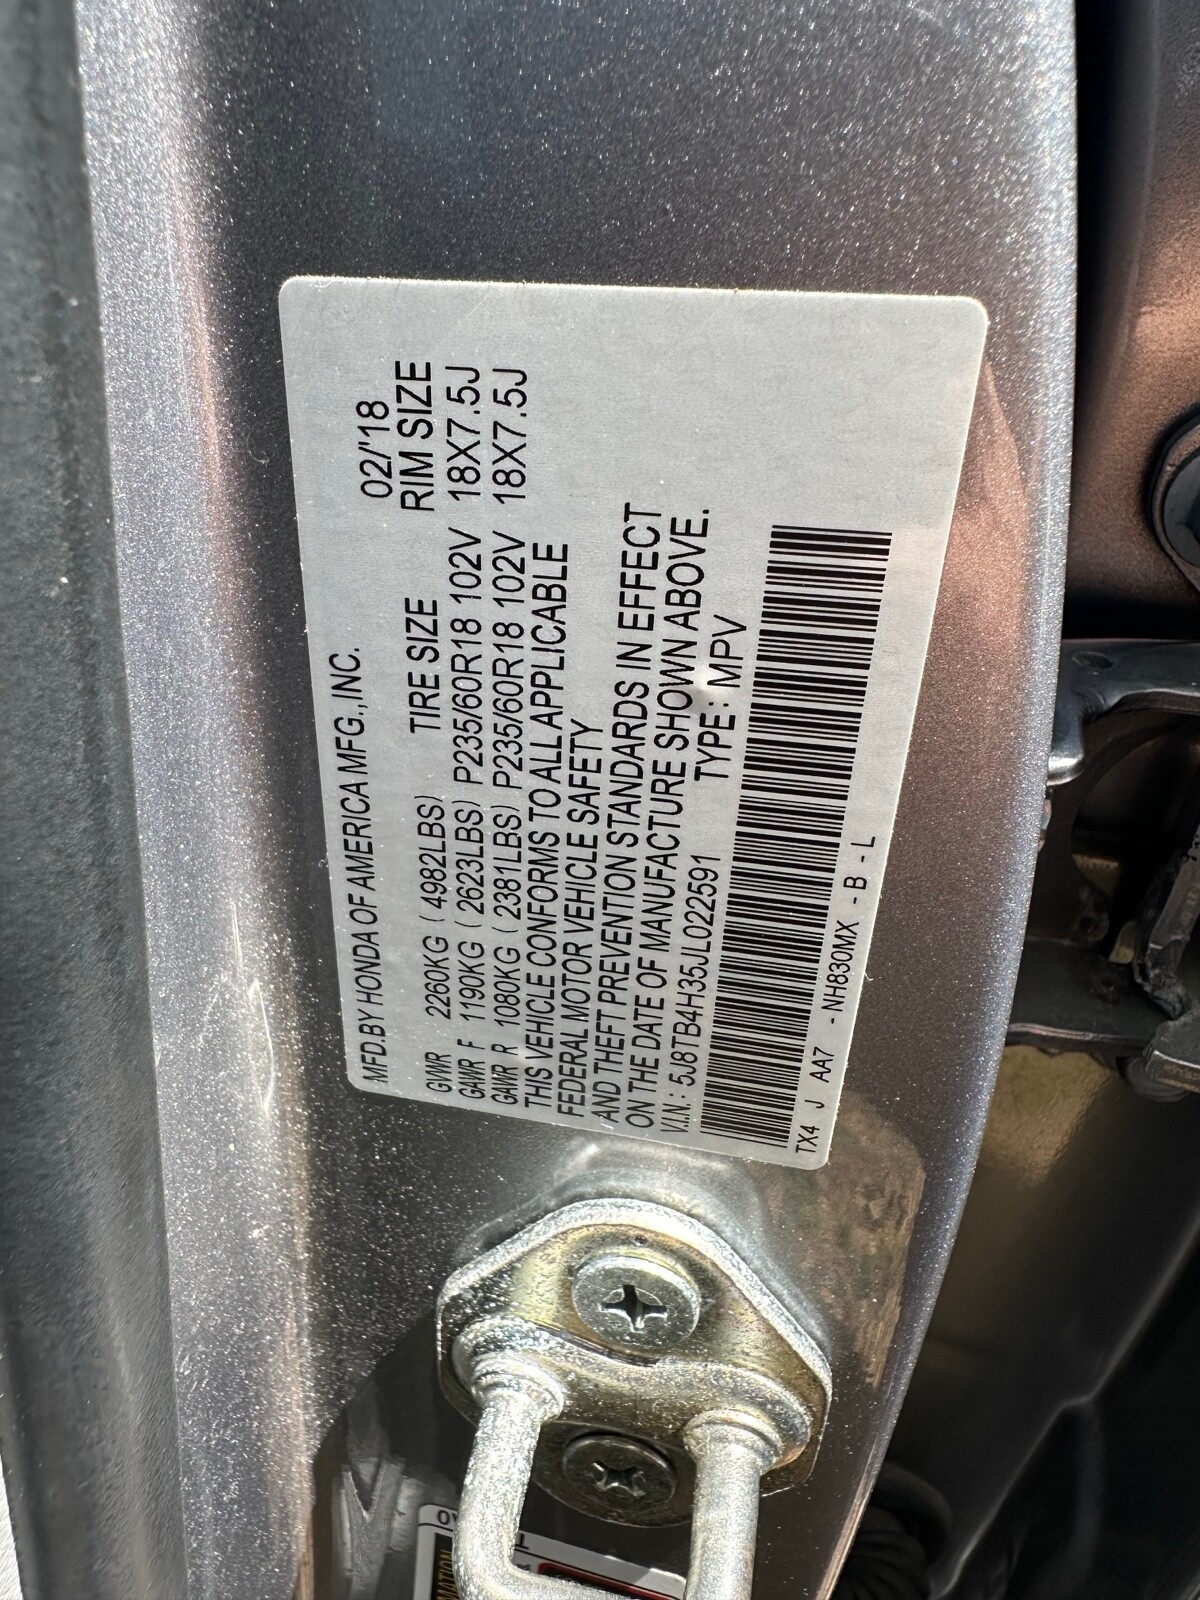 MFD.BY HONDA OF AMERICA MFG.,INC. 02/'18
TIRE SIZE RIM SIZE
GVWR 2260KG ( 4982LBS)
GAWR F 1190KG ( 2623LBS) P235/60R18 102V 18X7.5J
GAWR R 1080KG ( 2381LBS) P235/60R18 102V 18X7.5J
THIS VEHICLE CONFORMS TO ALL APPLICABLE
FEDERAL MOTOR VEHICLE SAFETY
AND THEFT PREVENTION STANDARDS IN EFFECT
ON THE DATE OF MANUFACTURE SHOWN ABOVE.
V.I.N : 5J8TB4H35JL022591 TYPE : MPV
TX4 J AA7 - NH830MX - B - L